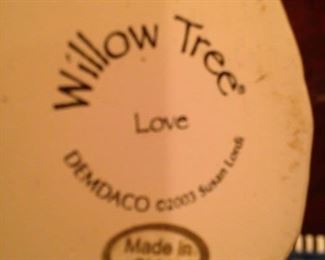 Willow Tree®
Love
DEMDACO ©2003 Susan Lordi
Made in